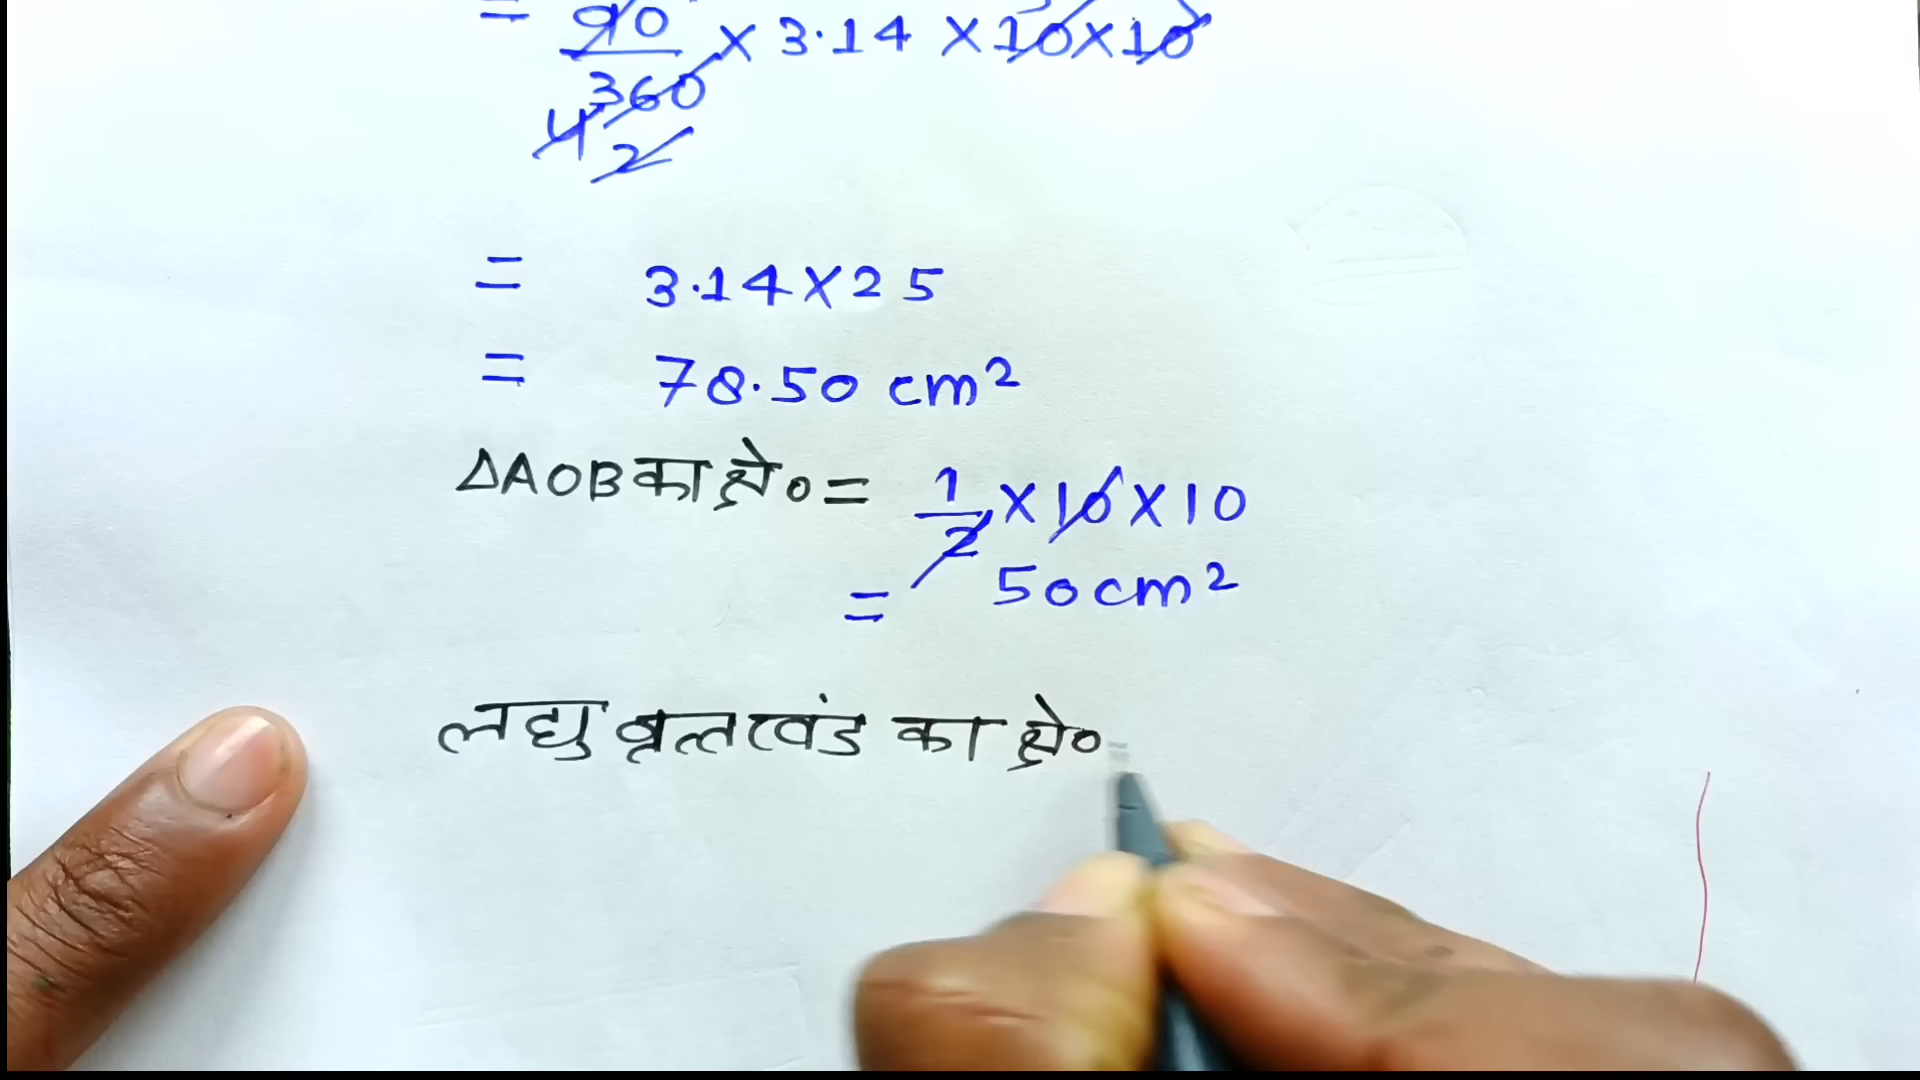 = 90/360 × 3.14 × 10 × 10
4 2
= 3.14 × 25
= 78.50 cm²
ΔAOB का क्षे० = 1/2 × 10 × 10
= 50 cm²
लघु वृत्तखंड का क्षे०